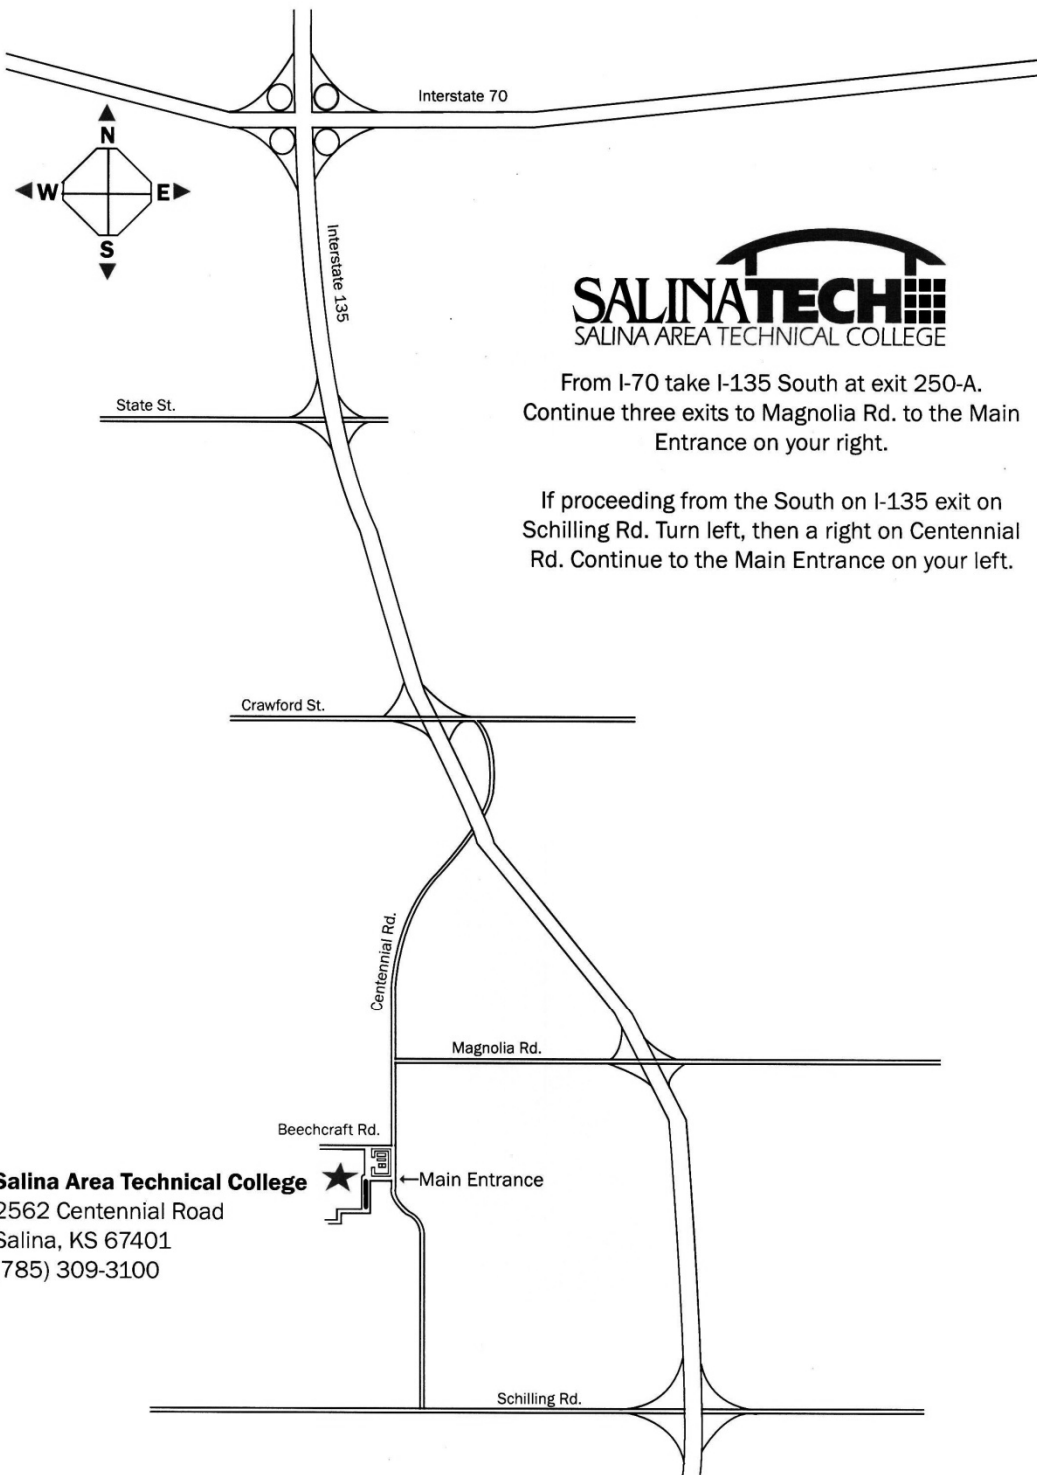 Interstate 70
N
W E
S
Interstate 135
SALINATECH
SALINA AREA TECHNICAL COLLEGE
From I-70 take I-135 South at exit 250-A.
Continue three exits to Magnolia Rd. to the Main
Entrance on your right.
State St.
If proceeding from the South on I-135 exit on
Schilling Rd. Turn left, then a right on Centennial
Rd. Continue to the Main Entrance on your left.
Crawford St.
Centennial Rd.
Magnolia Rd.
Beechcraft Rd.
Salina Area Technical College
←Main Entrance
2562 Centennial Road
Salina, KS 67401
785) 309-3100
Schilling Rd.